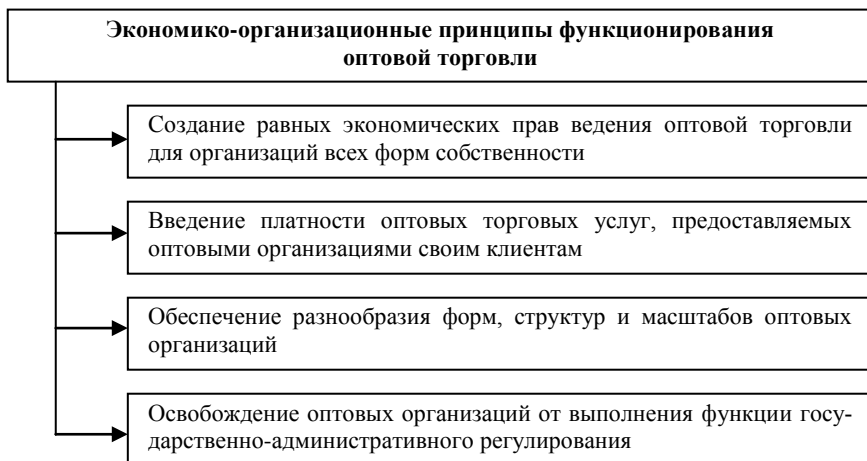 Экономико-организационные принципы функционирования
оптовой торговли
Создание равных экономических прав ведения оптовой торговли
для организаций всех форм собственности
Введение платности оптовых торговых услуг, предоставляемых
оптовыми организациями своим клиентам
Обеспечение разнообразия форм, структур и масштабов оптовых
организаций
Освобождение оптовых организаций от выполнения функции госу-
дарственно-административного регулирования